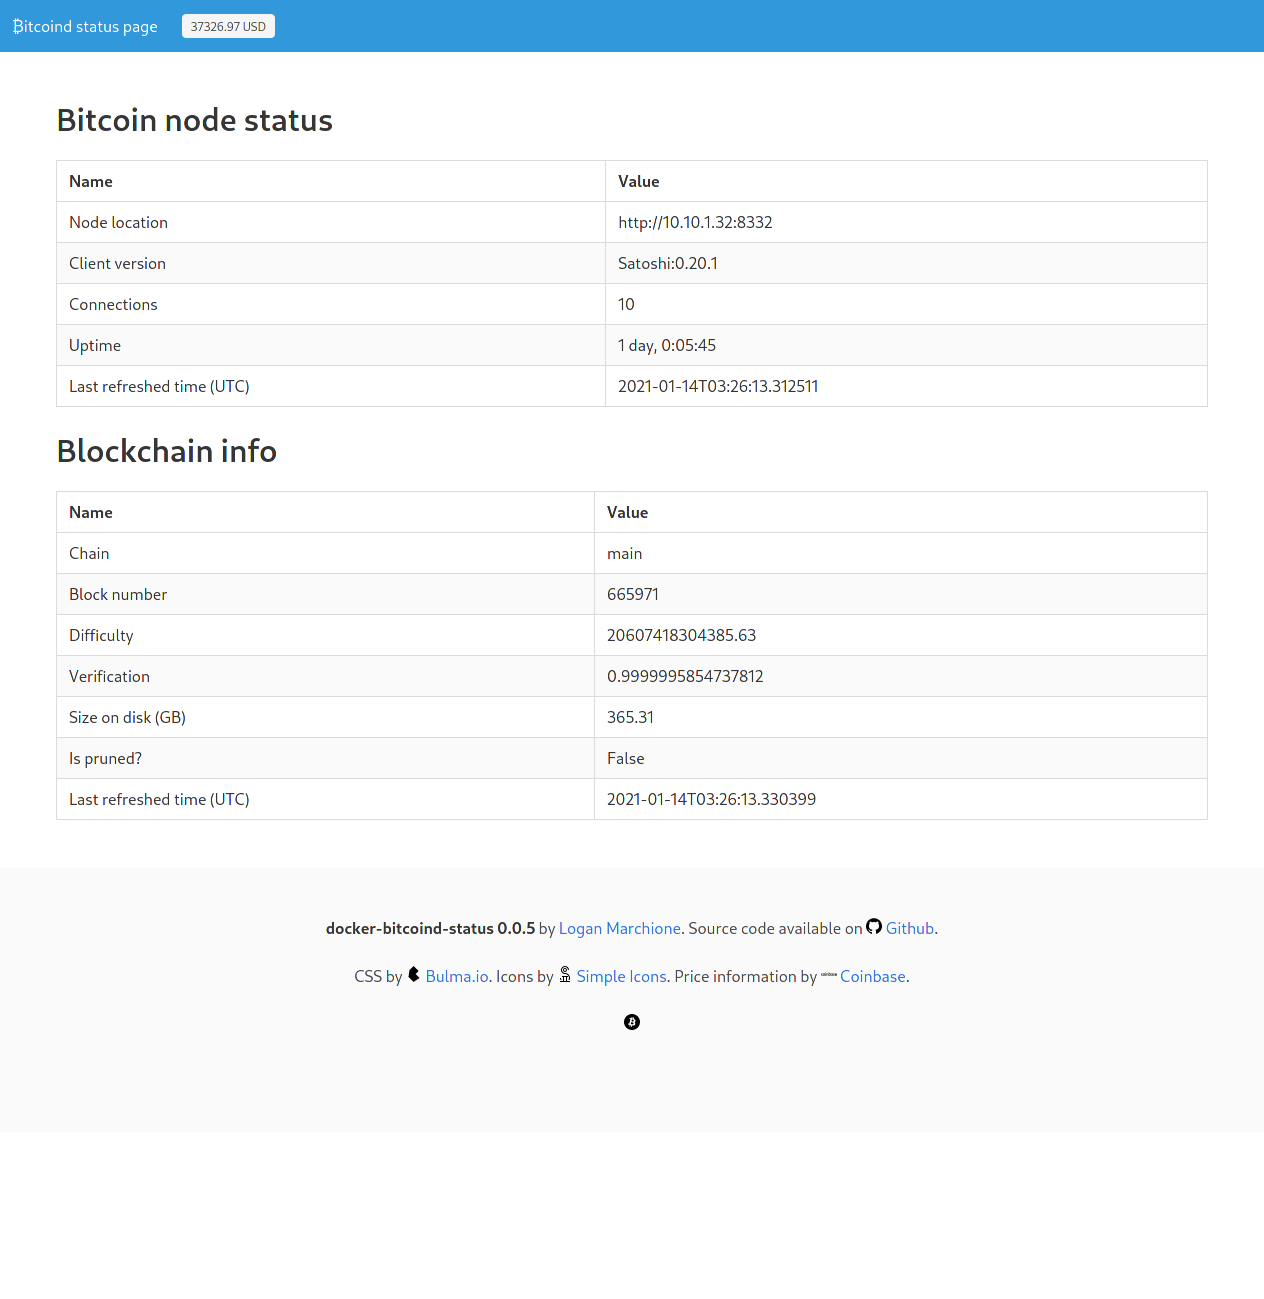 ₿itcoind status page 37326.97 USD
Bitcoin node status
Name Value
Node location http://10.10.1.32:8332
Client version Satoshi:0.20.1
Connections 10
Uptime 1 day, 0:05:45
Last refreshed time (UTC) 2021-01-14T03:26:13.312511
Blockchain info
Name Value
Chain main
Block number 665971
Difficulty 20607418304385.63
Verification 0.9999995854737812
Size on disk (GB) 365.31
Is pruned? False
Last refreshed time (UTC) 2021-01-14T03:26:13.330399
docker-bitcoind-status 0.0.5 by Logan Marchione. Source code available on Github.
CSS by Bulma.io. Icons by Simple Icons. Price information by coinbase Coinbase.